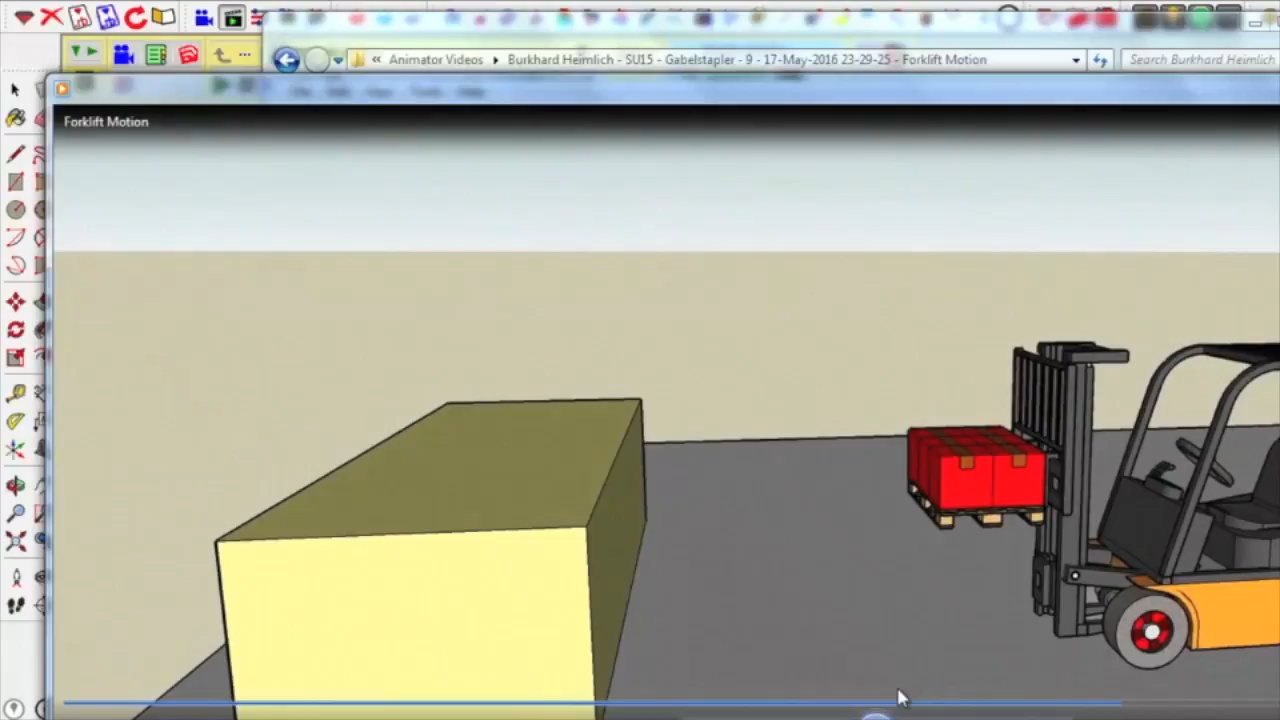 « Animator Videos ▸ Burkhard Heimlich - SU15 - Gabelstapler - 9 - 17-May-2016 23-29-25 - Forklift Motion
Search Burkhard Heimlich
Forklift Motion